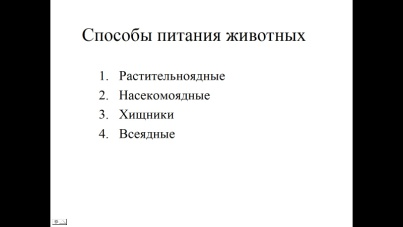 Способы питания животных
1. Растительноядные
2. Насекомоядные
3. Хищники
4. Всеядные